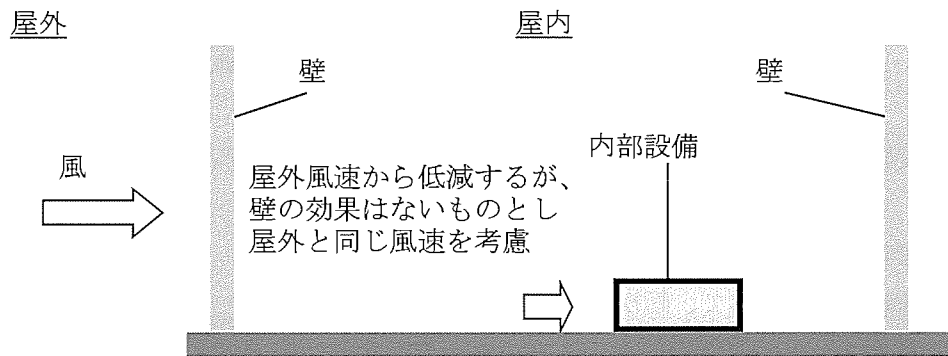 屋外
屋内
壁
壁
風
内部設備
屋外風速から低減するが、
壁の効果はないものとし
屋外と同じ風速を考慮